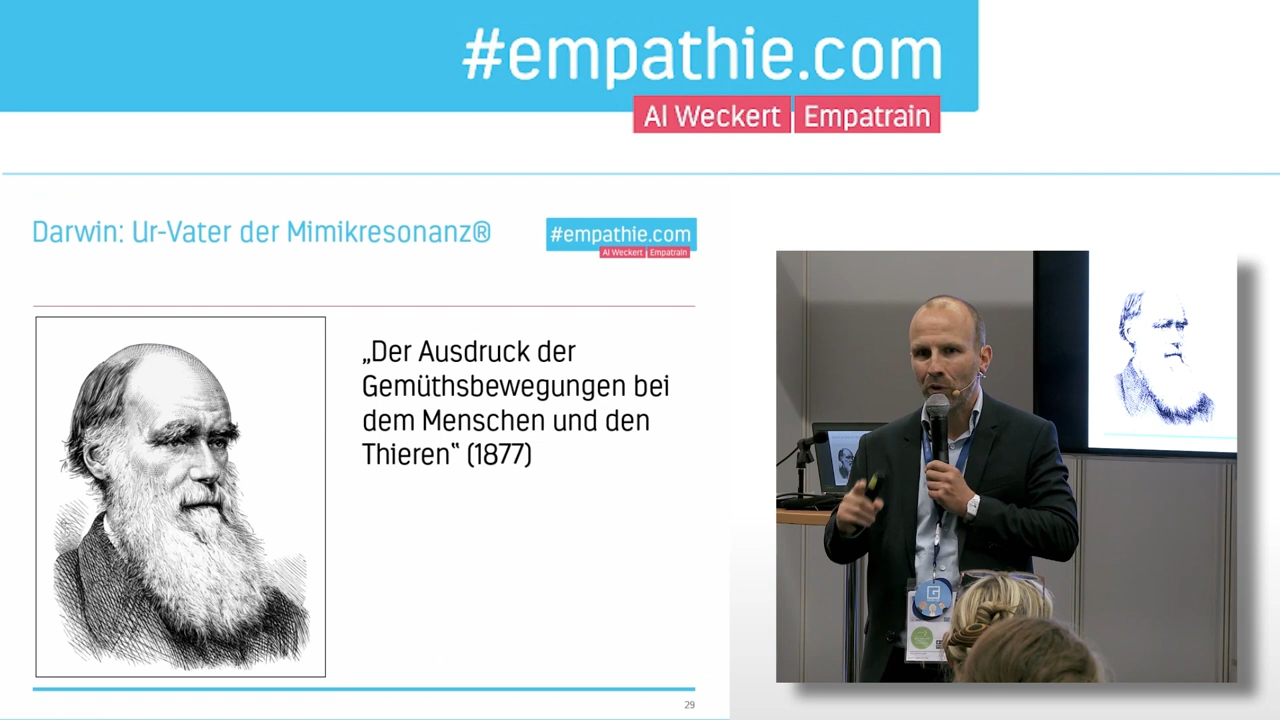 #empathie.com
Al Weckert Empatrain
Darwin: Ur-Vater der Mimikresonanz®
#empathie.com
Al Weckert Empatrain
„Der Ausdruck der
Gemüthsbewegungen bei
dem Menschen und den
Thieren“ (1877)
29
G